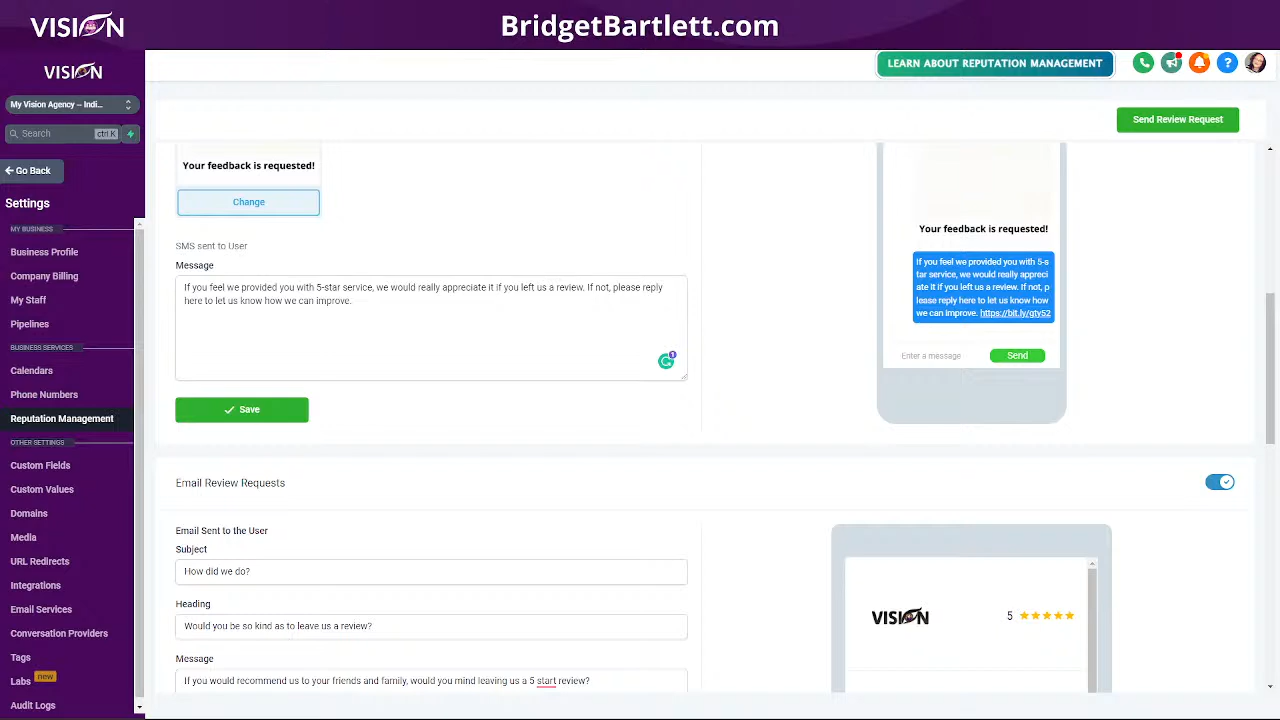 VISION
BridgetBartlett.com
VISION
LEARN ABOUT REPUTATION MANAGEMENT
My Vision Agency -- Indi...
Search
ctrl K
Send Review Request
Go Back
Settings
MY BUSINESS
Business Profile
Company Billing
My Staff
Pipelines
BUSINESS SERVICES
Calendars
Phone Numbers
Reputation Management
OTHER SETTINGS
Custom Fields
Custom Values
Domains
Media
URL Redirects
Integrations
Email Services
Conversation Providers
Tags
Labs new
Audit Logs
Your feedback is requested!
Change
SMS sent to User
Message
If you feel we provided you with 5-star service, we would really appreciate it if you left us a review. If not, please reply
here to let us know how we can improve.
1
Save
Your feedback is requested!
If you feel we provided you with 5-s
tar service, we would really appreci
ate it if you left us a review. If not, p
lease reply here to let us know how
we can improve. https://bit.ly/gty52
Enter a message
Send
Email Review Requests
Email Sent to the User
Subject
How did we do?
Heading
Would you be so kind as to leave us a review?
Message
If you would recommend us to your friends and family, would you mind leaving us a 5 start review?
VISION
5